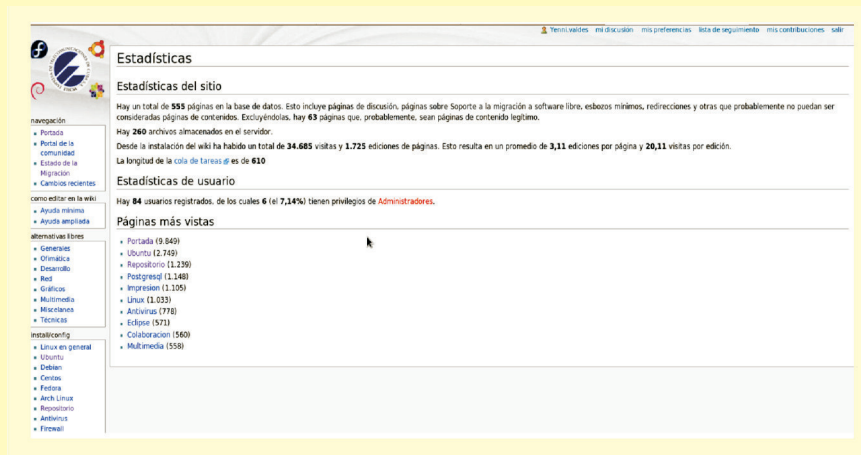 Yenni.valdes mi discusión mis preferencias lista de seguimiento mis contribuciones salir
Estadísticas
Estadísticas del sitio
Hay un total de 555 páginas en la base de datos. Esto incluye páginas de discusión, páginas sobre Soporte a la migración a software libre, esbozos mínimos, redirecciones y otras que probablemente no puedan ser
consideradas páginas de contenidos. Excluyéndolas, hay 63 páginas que, probablemente, sean páginas de contenido legítimo.
Hay 260 archivos almacenados en el servidor.
Desde la instalación del wiki ha habido un total de 34.685 visitas y 1.725 ediciones de páginas. Esto resulta en un promedio de 3,11 ediciones por página y 20,11 visitas por edición.
La longitud de la cola de tareas es de 610
Estadísticas de usuario
Hay 84 usuarios registrados, de los cuales 6 (el 7,14%) tienen privilegios de Administradores.
Páginas más vistas
Portada (9.849)
Ubuntu (2.749)
Repositorio (1.239)
Postgresql (1.148)
Impresion (1.105)
Linux (1.033)
Antivirus (778)
Eclipse (571)
Colaboracion (560)
Multimedia (558)
navegación
Portada
Portal de la
comunidad
Estado de la
Migración
Cambios recientes
como editar en la wiki
Ayuda mínima
Ayuda ampliada
alternativas libres
Generales
Ofimática
Desarrollo
Red
Gráficos
Multimedia
Miscelanea
Técnicas
install/config
Linux en general
Ubuntu
Debian
Centos
Fedora
Arch Linux
Repositorio
Antivirus
Firewall